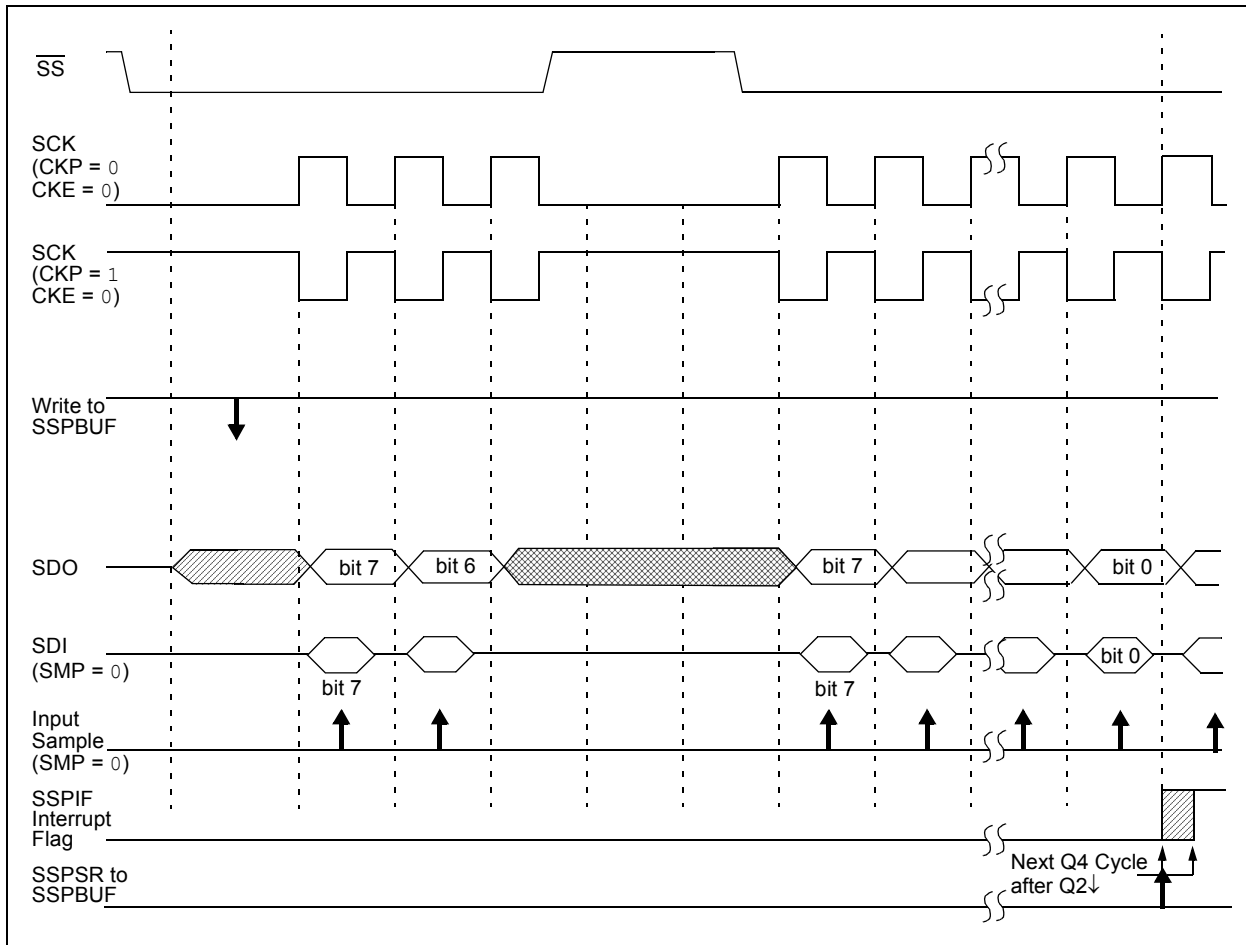 SS
SCK
(CKP = 0
CKE = 0)
SCK
(CKP = 1
CKE = 0)
Write to
SSPBUF
SDO
bit 7
bit 6
bit 7
bit 0
SDI
(SMP = 0)
bit 7
bit 7
bit 0
Input
Sample
(SMP = 0)
SSPIF
Interrupt
Flag
SSPSR to
SSPBUF
Next Q4 Cycle
after Q2↓